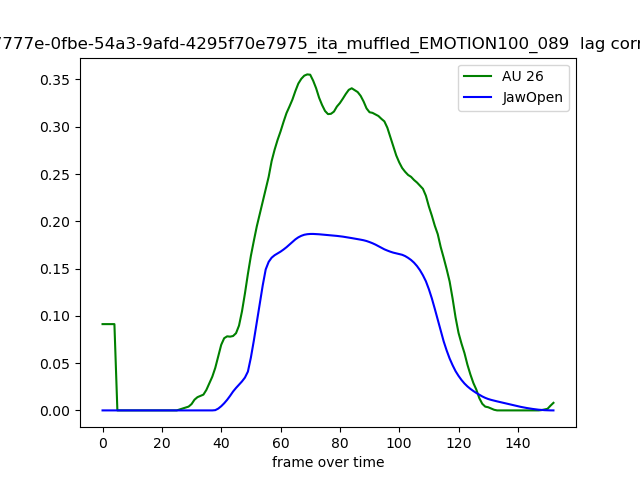 7777e-0fbe-54a3-9afd-4295f70e7975_ita_muffled_EMOTION100_089 lag corr
AU 26
JawOpen
0.35
0.30
0.25
0.20
0.15
0.10
0.05
0.00
0 20 40 60 80 100 120 140
frame over time